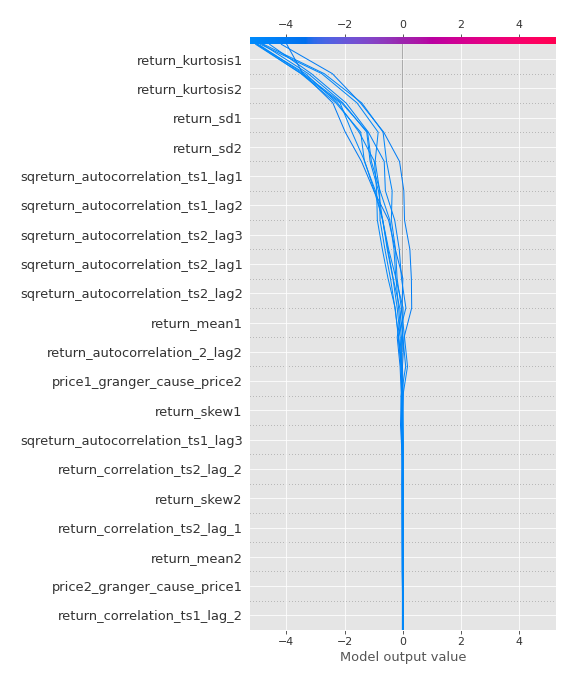 −4 −2 0 2 4
return_kurtosis1
return_kurtosis2
return_sd1
return_sd2
sqreturn_autocorrelation_ts1_lag1
sqreturn_autocorrelation_ts1_lag2
sqreturn_autocorrelation_ts2_lag3
sqreturn_autocorrelation_ts2_lag1
sqreturn_autocorrelation_ts2_lag2
return_mean1
return_autocorrelation_2_lag2
price1_granger_cause_price2
return_skew1
sqreturn_autocorrelation_ts1_lag3
return_correlation_ts2_lag_2
return_skew2
return_correlation_ts2_lag_1
return_mean2
price2_granger_cause_price1
return_correlation_ts1_lag_2
−4 −2 0 2 4
Model output value